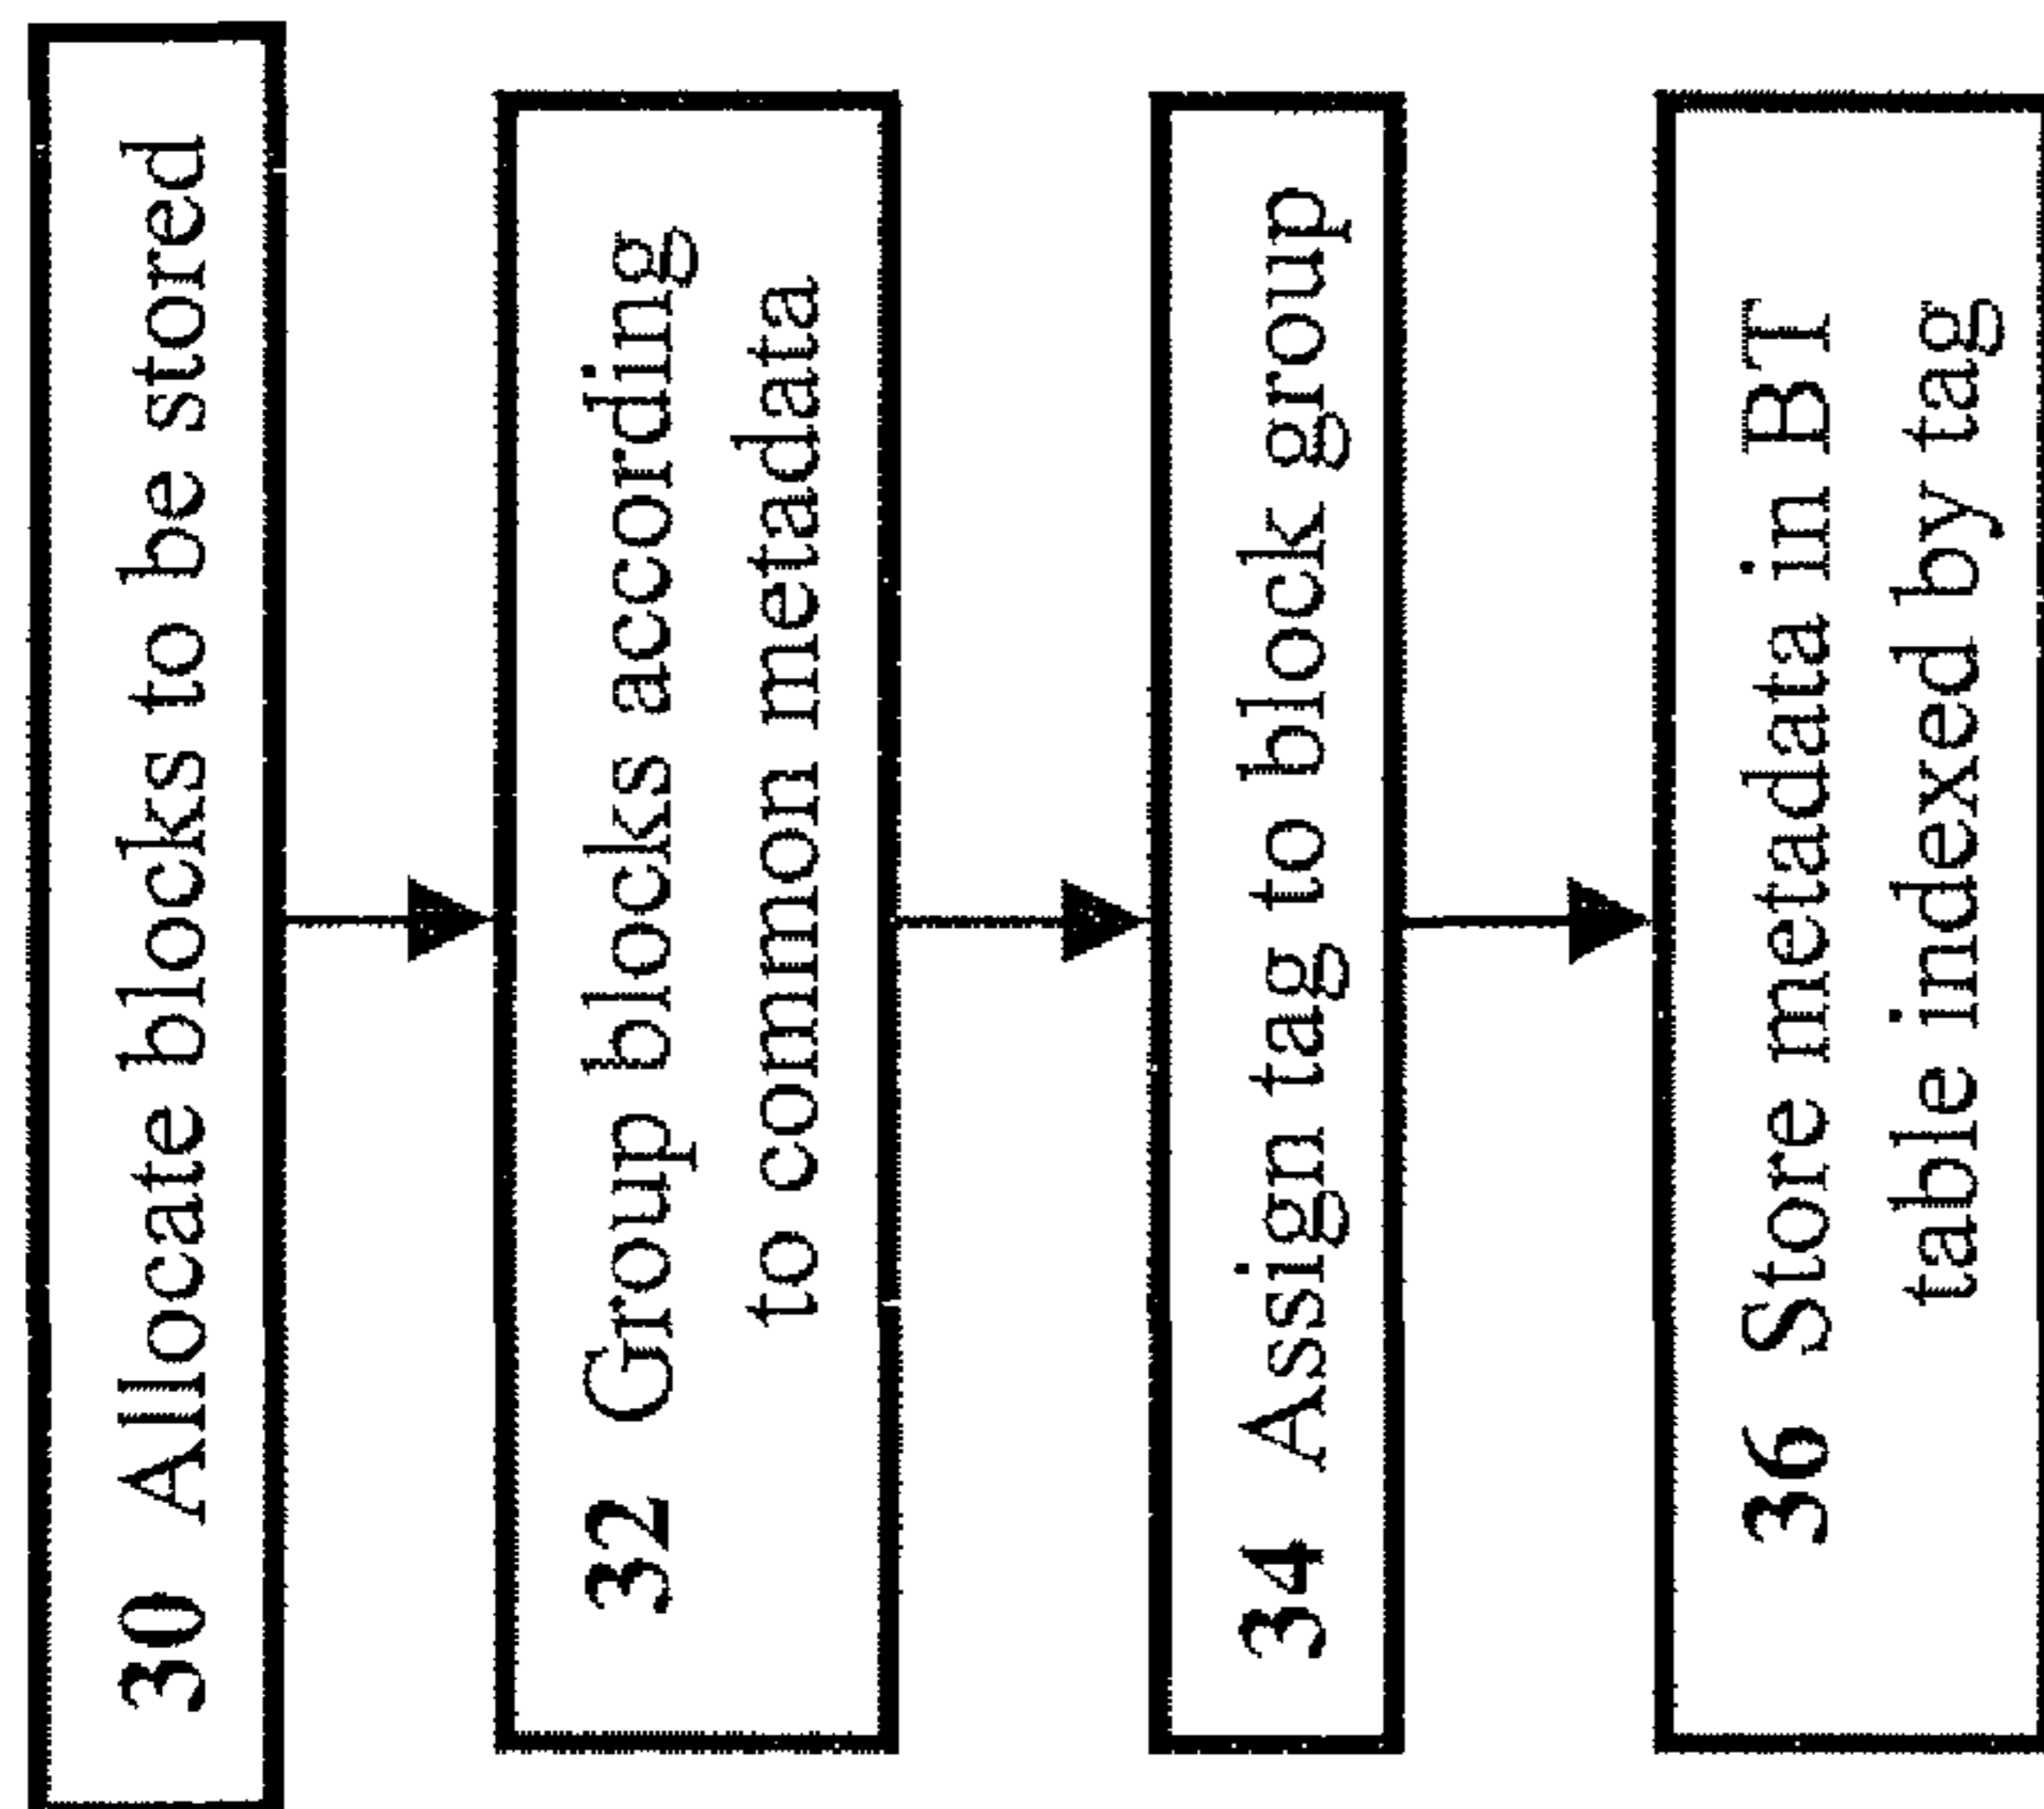 30 Allocate blocks to be stored
32 Group blocks according
to common metadata
34 Assign tag to block group
36 Store metadata in BT
table indexed by tag